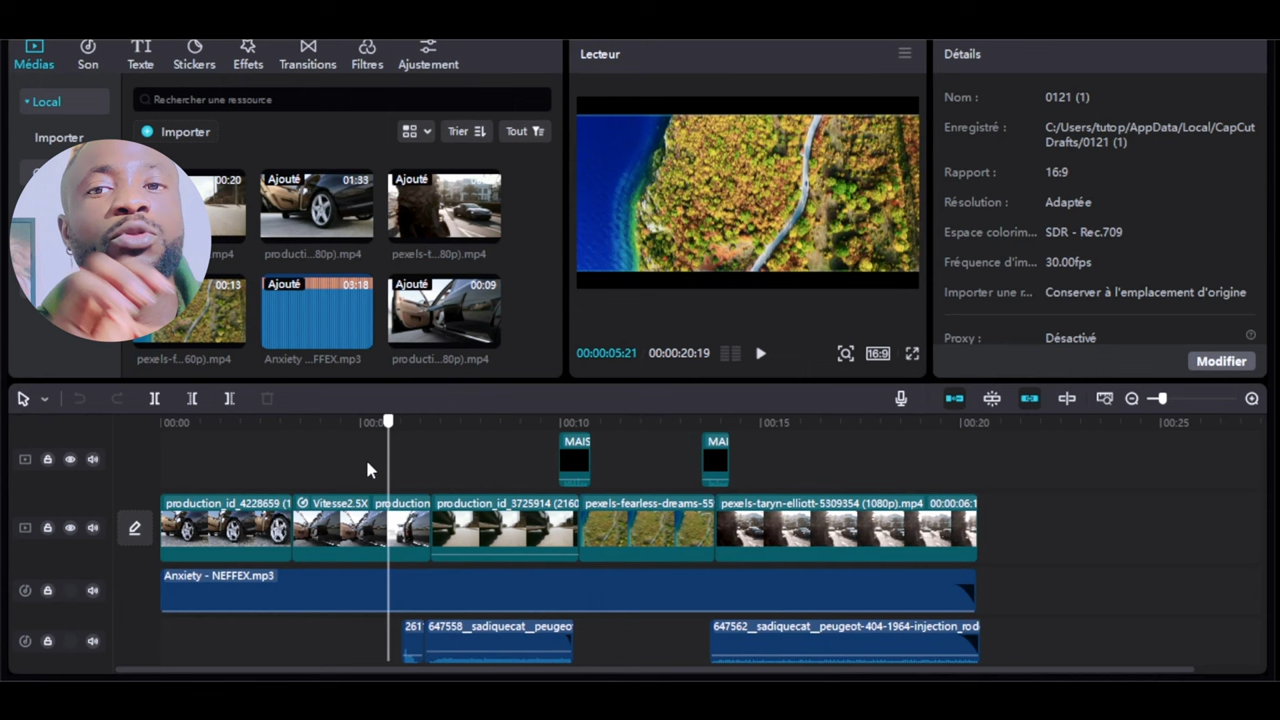 Médias
Son
Texte
Stickers
Effets
Transitions
Filtres
Ajustement
Lecteur
Détails
Local
Rechercher une ressource
Importer
Importer
Trier
Tout
00:20
Ajouté
01:33
Ajouté
.mp4
producti...80p).mp4
pexels-t...80p).mp4
00:13
Ajouté
03:18
Ajouté
00:09
pexels-f...60p).mp4
Anxiety ...FFEX.mp3
producti...80p).mp4
00:00:05:21
00:00:20:19
16:9
Nom :
0121 (1)
Enregistré :
C:/Users/tutop/AppData/Local/CapCut
Drafts/0121 (1)
Rapport :
16:9
Résolution :
Adaptée
Espace colorim...
SDR - Rec.709
Fréquence d'im...
30.00fps
Importer une r...
Conserver à l'emplacement d'origine
Proxy :
Désactivé
Modifier
00:00
00:10
00:15
00:20
00:25
MAIS
MAI
production_id_4228659 (1
Vitesse2.5X
production
production_id_3725914 (2160
pexels-fearless-dreams-55
pexels-taryn-elliott-5309354 (1080p).mp4
00:00:06:1
Anxiety - NEFFEX.mp3
261
647558__sadiquecat__peugeo
647562__sadiquecat__peugeot-404-1964-injection_rod